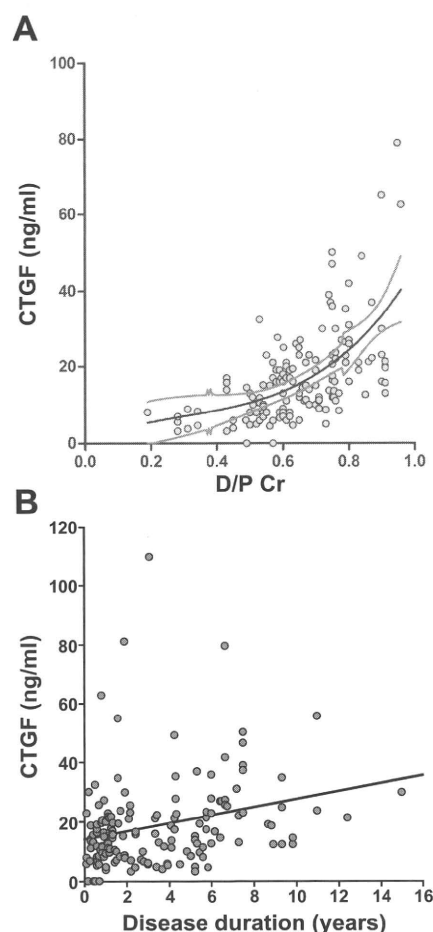 A
100
80
60
40
20
0
CTGF (ng/ml)
0.0 0.2 0.4 0.6 0.8 1.0
D/P Cr
B
120
100
80
60
40
20
0
CTGF (ng/ml)
0 2 4 6 8 10 12 14 16
Disease duration (years)